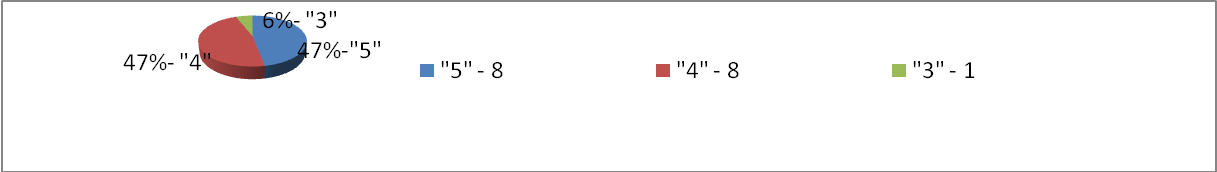 6%- "3"
47%-"5"
47%- "4"
"5" - 8
"4" - 8
"3" - 1